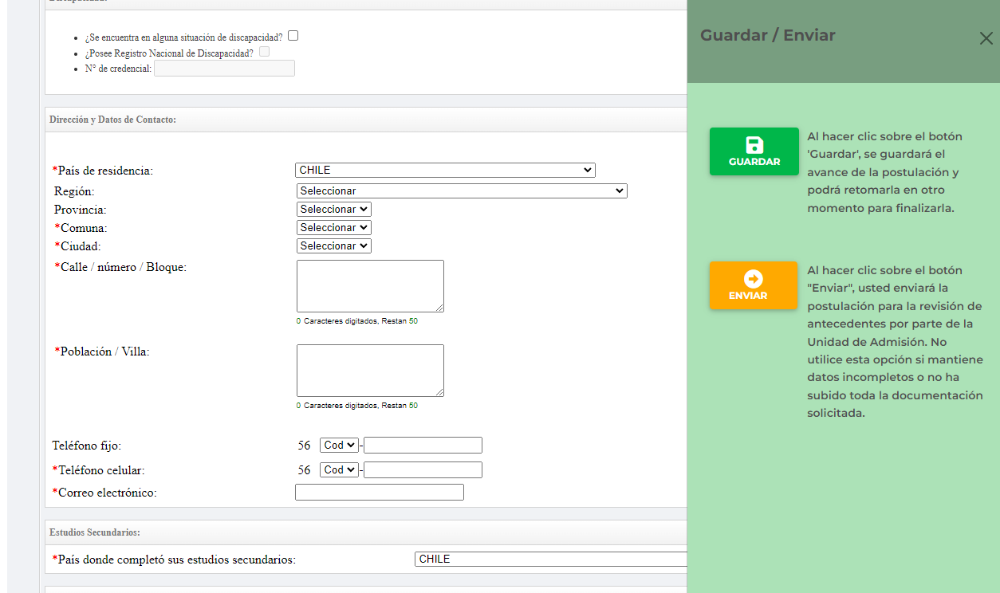 Discapacidad:
¿Se encuentra en alguna situación de discapacidad?
¿Posee Registro Nacional de Discapacidad?
N° de credencial:
Dirección y Datos de Contacto:
*País de residencia: CHILE
Región: Seleccionar
Provincia: Seleccionar
*Comuna: Seleccionar
*Ciudad: Seleccionar
*Calle / número / Bloque:
0 Caracteres digitados, Restan 50
*Población / Villa:
0 Caracteres digitados, Restan 50
Teléfono fijo: 56 Cod -
*Teléfono celular: 56 Cod -
*Correo electrónico:
Estudios Secundarios:
*País donde completó sus estudios secundarios: CHILE
Guardar / Enviar
GUARDAR
Al hacer clic sobre el botón
'Guardar', se guardará el
avance de la postulación y
podrá retomarla en otro
momento para finalizarla.
ENVIAR
Al hacer clic sobre el botón
"Enviar", usted enviará la
postulación para la revisión de
antecedentes por parte de la
Unidad de Admisión. No
utilice esta opción si mantiene
datos incompletos o no ha
subido toda la documentación
solicitada.